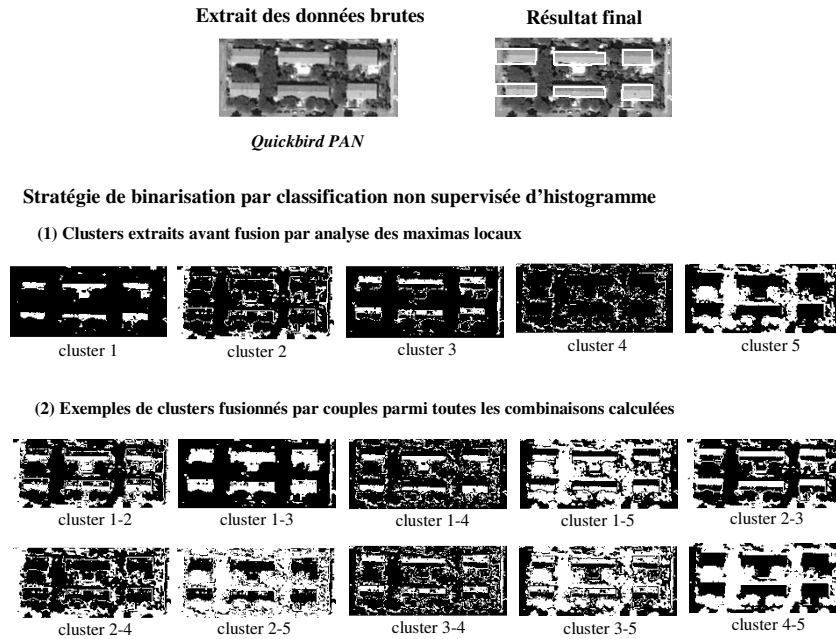 Extrait des données brutes
Résultat final
Quickbird PAN
Stratégie de binarisation par classification non supervisée d'histogramme
(1) Clusters extraits avant fusion par analyse des maximas locaux
cluster 1
cluster 2
cluster 3
cluster 4
cluster 5
(2) Exemples de clusters fusionnés par couples parmi toutes les combinaisons calculées
cluster 1-2
cluster 1-3
cluster 1-4
cluster 1-5
cluster 2-3
cluster 2-4
cluster 2-5
cluster 3-4
cluster 3-5
cluster 4-5